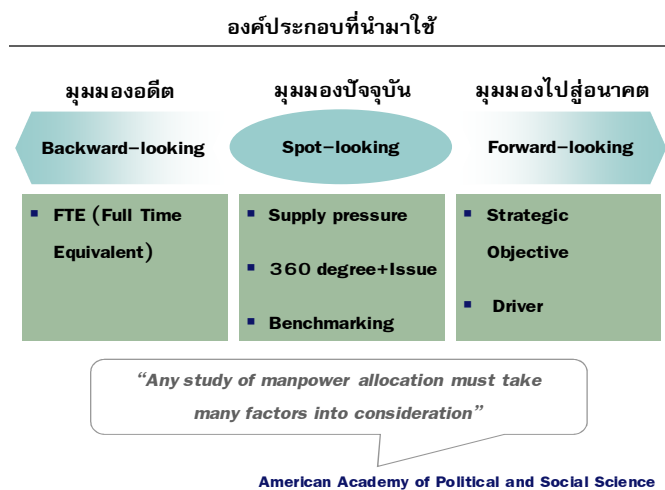 องค์ประกอบที่นำมาใช้
มุมมองอดีต
Backward-looking
▪ FTE (Full Time
Equivalent)
มุมมองปัจจุบัน
Spot-looking
▪ Supply pressure
▪ 360 degree+Issue
▪ Benchmarking
มุมมองไปสู่อนาคต
Forward-looking
▪ Strategic
Objective
▪ Driver
“Any study of manpower allocation must take
many factors into consideration”
American Academy of Political and Social Science